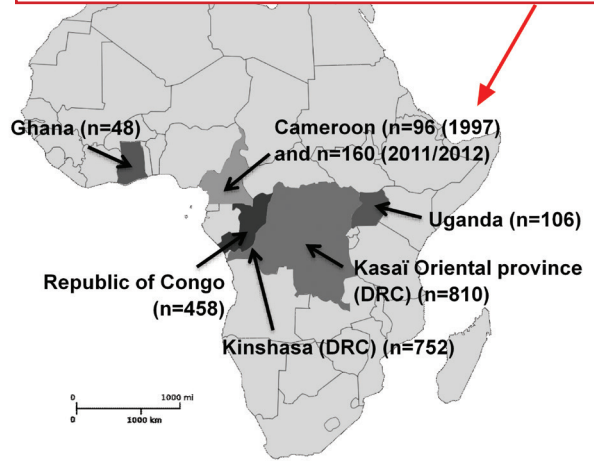 Ghana (n=48)
Cameroon (n=96 (1997)
and n=160 (2011/2012)
Uganda (n=106)
Kasaï Oriental province
(DRC) (n=810)
Republic of Congo
(n=458)
Kinshasa (DRC) (n=752)
0 1000 mi
0 1000 km